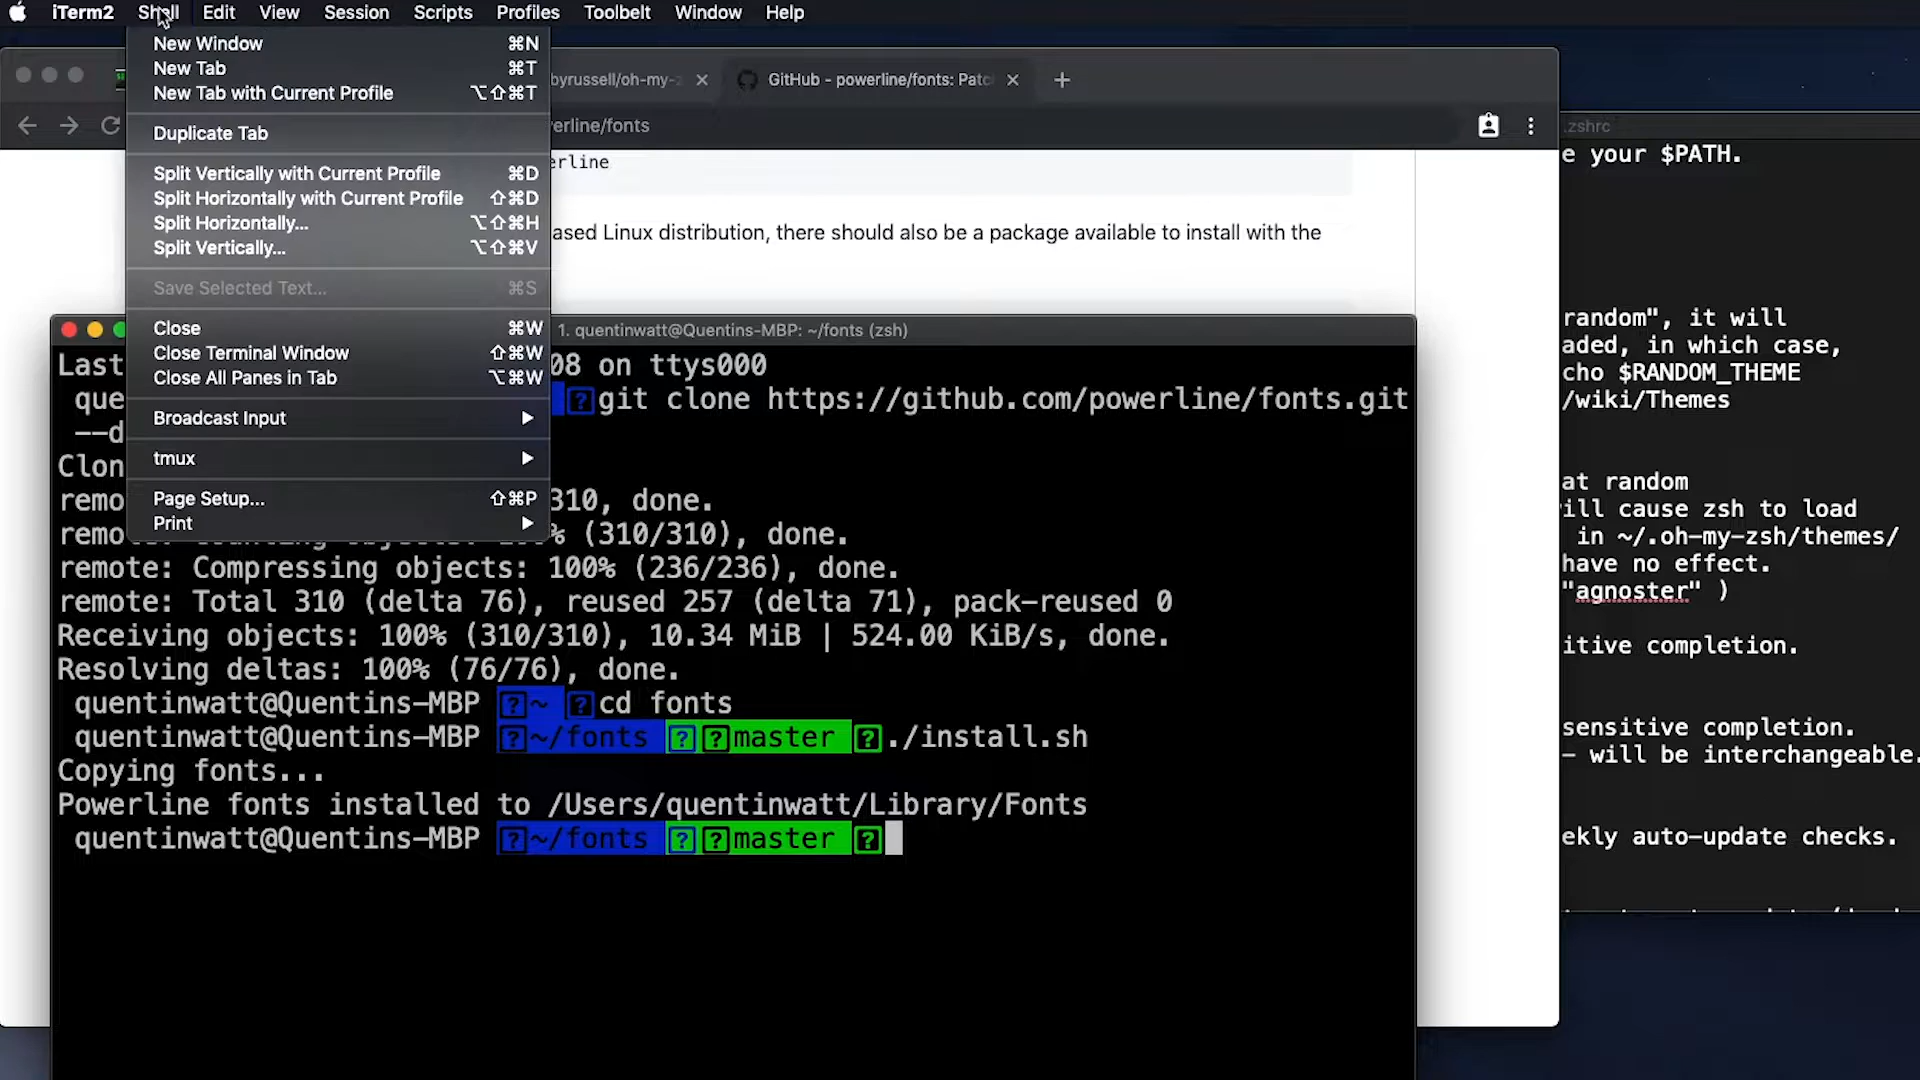 iTerm2 Shell Edit View Session Scripts Profiles Toolbelt Window Help
New Window ⌘N
New Tab ⌘T
New Tab with Current Profile ⌥⇧⌘T
Duplicate Tab
Split Vertically with Current Profile ⌘D
Split Horizontally with Current Profile ⇧⌘D
Split Horizontally... ⌥⇧⌘H
Split Vertically... ⌥⇧⌘V
Save Selected Text... ⌘S
Close ⌘W
Close Terminal Window ⇧⌘W
Close All Panes in Tab ⌥⌘W
Broadcast Input
tmux
Page Setup... ⇧⌘P
Print
byrussell/oh-my-z
GitHub - powerline/fonts: Patc
erline/fonts
erline
ased Linux distribution, there should also be a package available to install with the
1. quentinwatt@Quentins-MBP: ~/fonts (zsh)
Last 08 on ttys000
que git clone https://github.com/powerline/fonts.git
--d
Clon
remo 310, done.
remo % (310/310), done.
remote: Compressing objects: 100% (236/236), done.
remote: Total 310 (delta 76), reused 257 (delta 71), pack-reused 0
Receiving objects: 100% (310/310), 10.34 MiB | 524.00 KiB/s, done.
Resolving deltas: 100% (76/76), done.
quentinwatt@Quentins-MBP ~ cd fonts
quentinwatt@Quentins-MBP ~/fonts master ./install.sh
Copying fonts...
Powerline fonts installed to /Users/quentinwatt/Library/Fonts
quentinwatt@Quentins-MBP ~/fonts master
.zshrc
e your $PATH.
random", it will
aded, in which case,
cho $RANDOM_THEME
/wiki/Themes
at random
ill cause zsh to load
in ~/.oh-my-zsh/themes/
have no effect.
"agnoster" )
itive completion.
sensitive completion.
- will be interchangeable.
ekly auto-update checks.